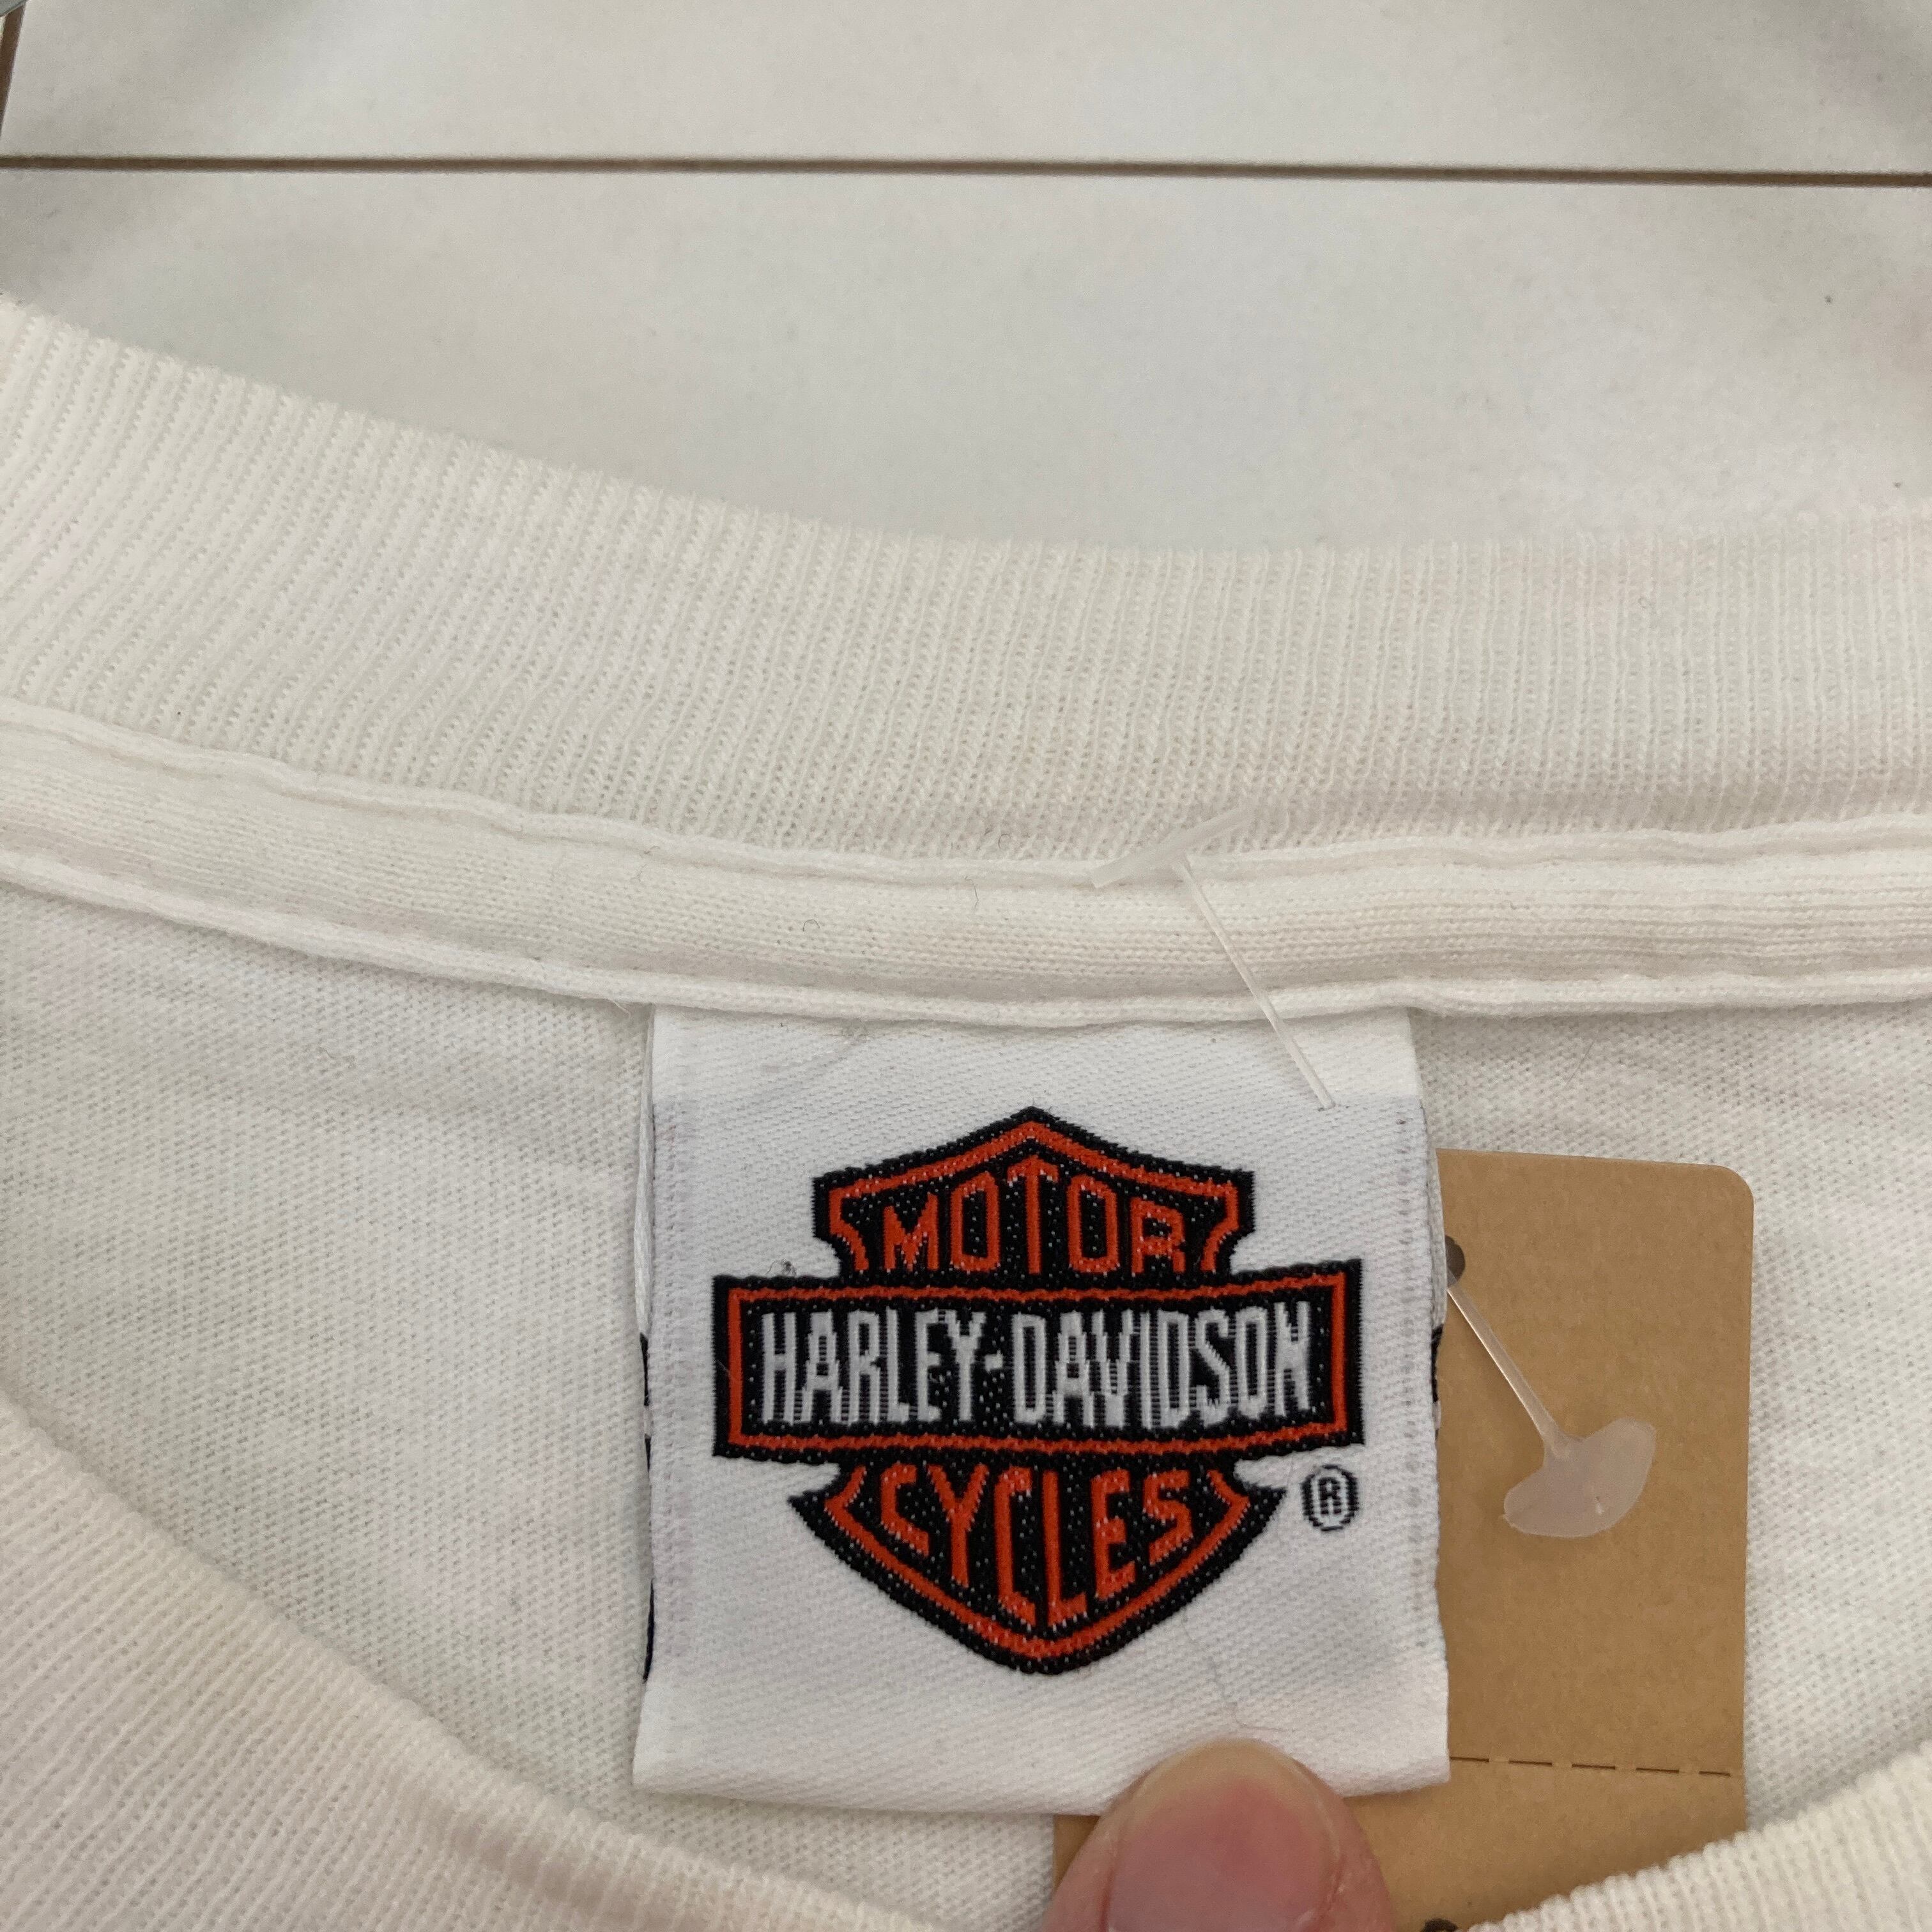 MOTOR
HARLEY-DAVIDSON
CYCLES
®